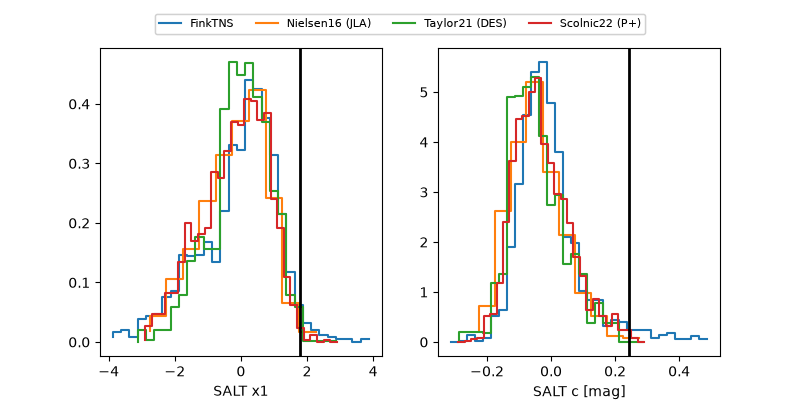 FinkTNS Nielsen16 (JLA) Taylor21 (DES) Scolnic22 (P+)
0.4
0.3
0.2
0.1
0.0
−4 −2 0 2 4
SALT x1
5
4
3
2
1
0
−0.2 0.0 0.2 0.4
SALT c [mag]